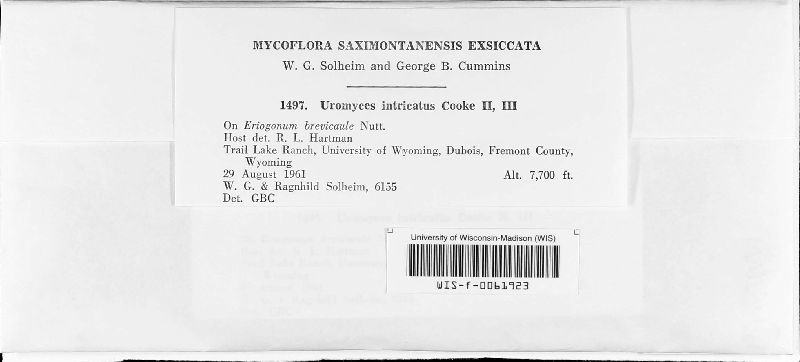 MYCOFLORA SAXIMONTANENSIS EXSICCATA
W. G. Solheim and George B. Cummins
1497. Uromyces intricatus Cooke II, III
On Eriogonum brevicaule Nutt.
Host det. R. L. Hartman
Trail Lake Ranch, University of Wyoming, Dubois, Fremont County,
Wyoming
29 August 1961 Alt. 7,700 ft.
W. G. & Ragnhild Solheim, 6155
Det. GBC
University of Wisconsin-Madison (WIS)
WIS-f-0061923